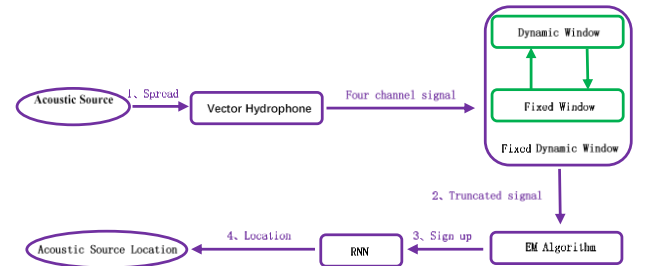 Dynamic Window
Acoustic Source
1、Spread
Vector Hydrophone
Four channel signal
Fixed Window
Fixed Dynamic Window
2、Truncated signal
Acoustic Source Location
4、Location
RNN
3、Sign up
EM Algorithm